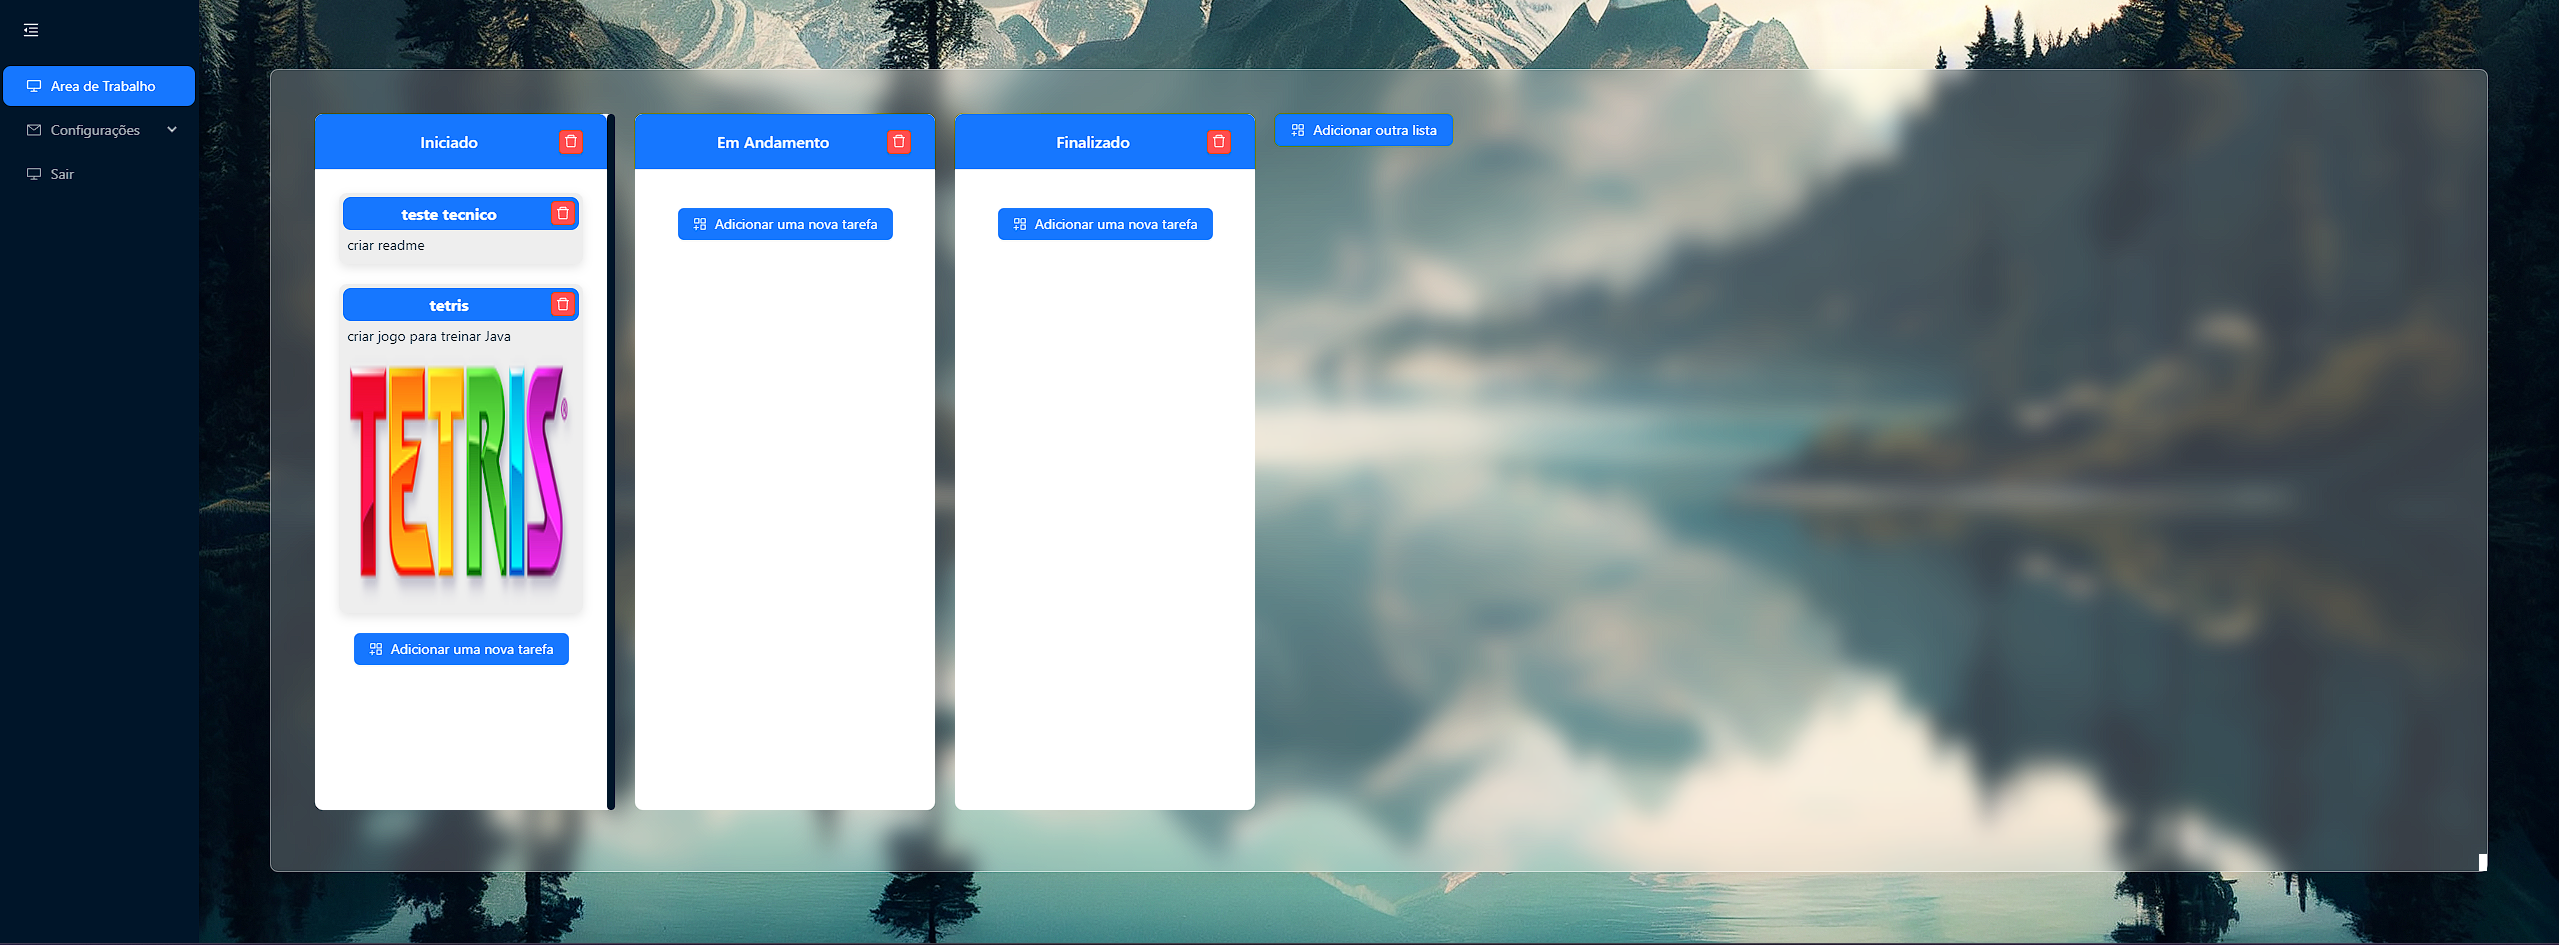 Area de Trabalho
Configurações
Sair
Iniciado
teste tecnico
criar readme
tetris
criar jogo para treinar Java
TETRIS®
Adicionar uma nova tarefa
Em Andamento
Adicionar uma nova tarefa
Finalizado
Adicionar uma nova tarefa
Adicionar outra lista